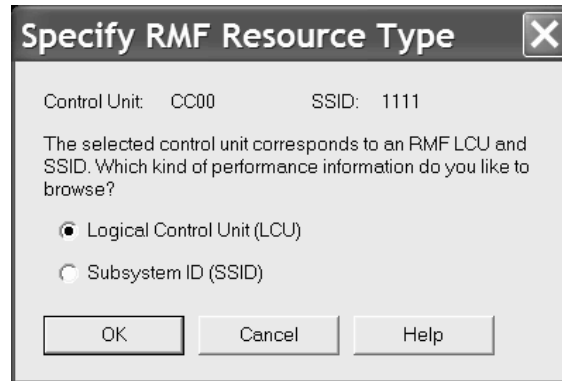 Specify RMF Resource Type
Control Unit: CC00 SSID: 1111
The selected control unit corresponds to an RMF LCU and
SSID. Which kind of performance information do you like to
browse?
Logical Control Unit (LCU)
Subsystem ID (SSID)
OK Cancel Help